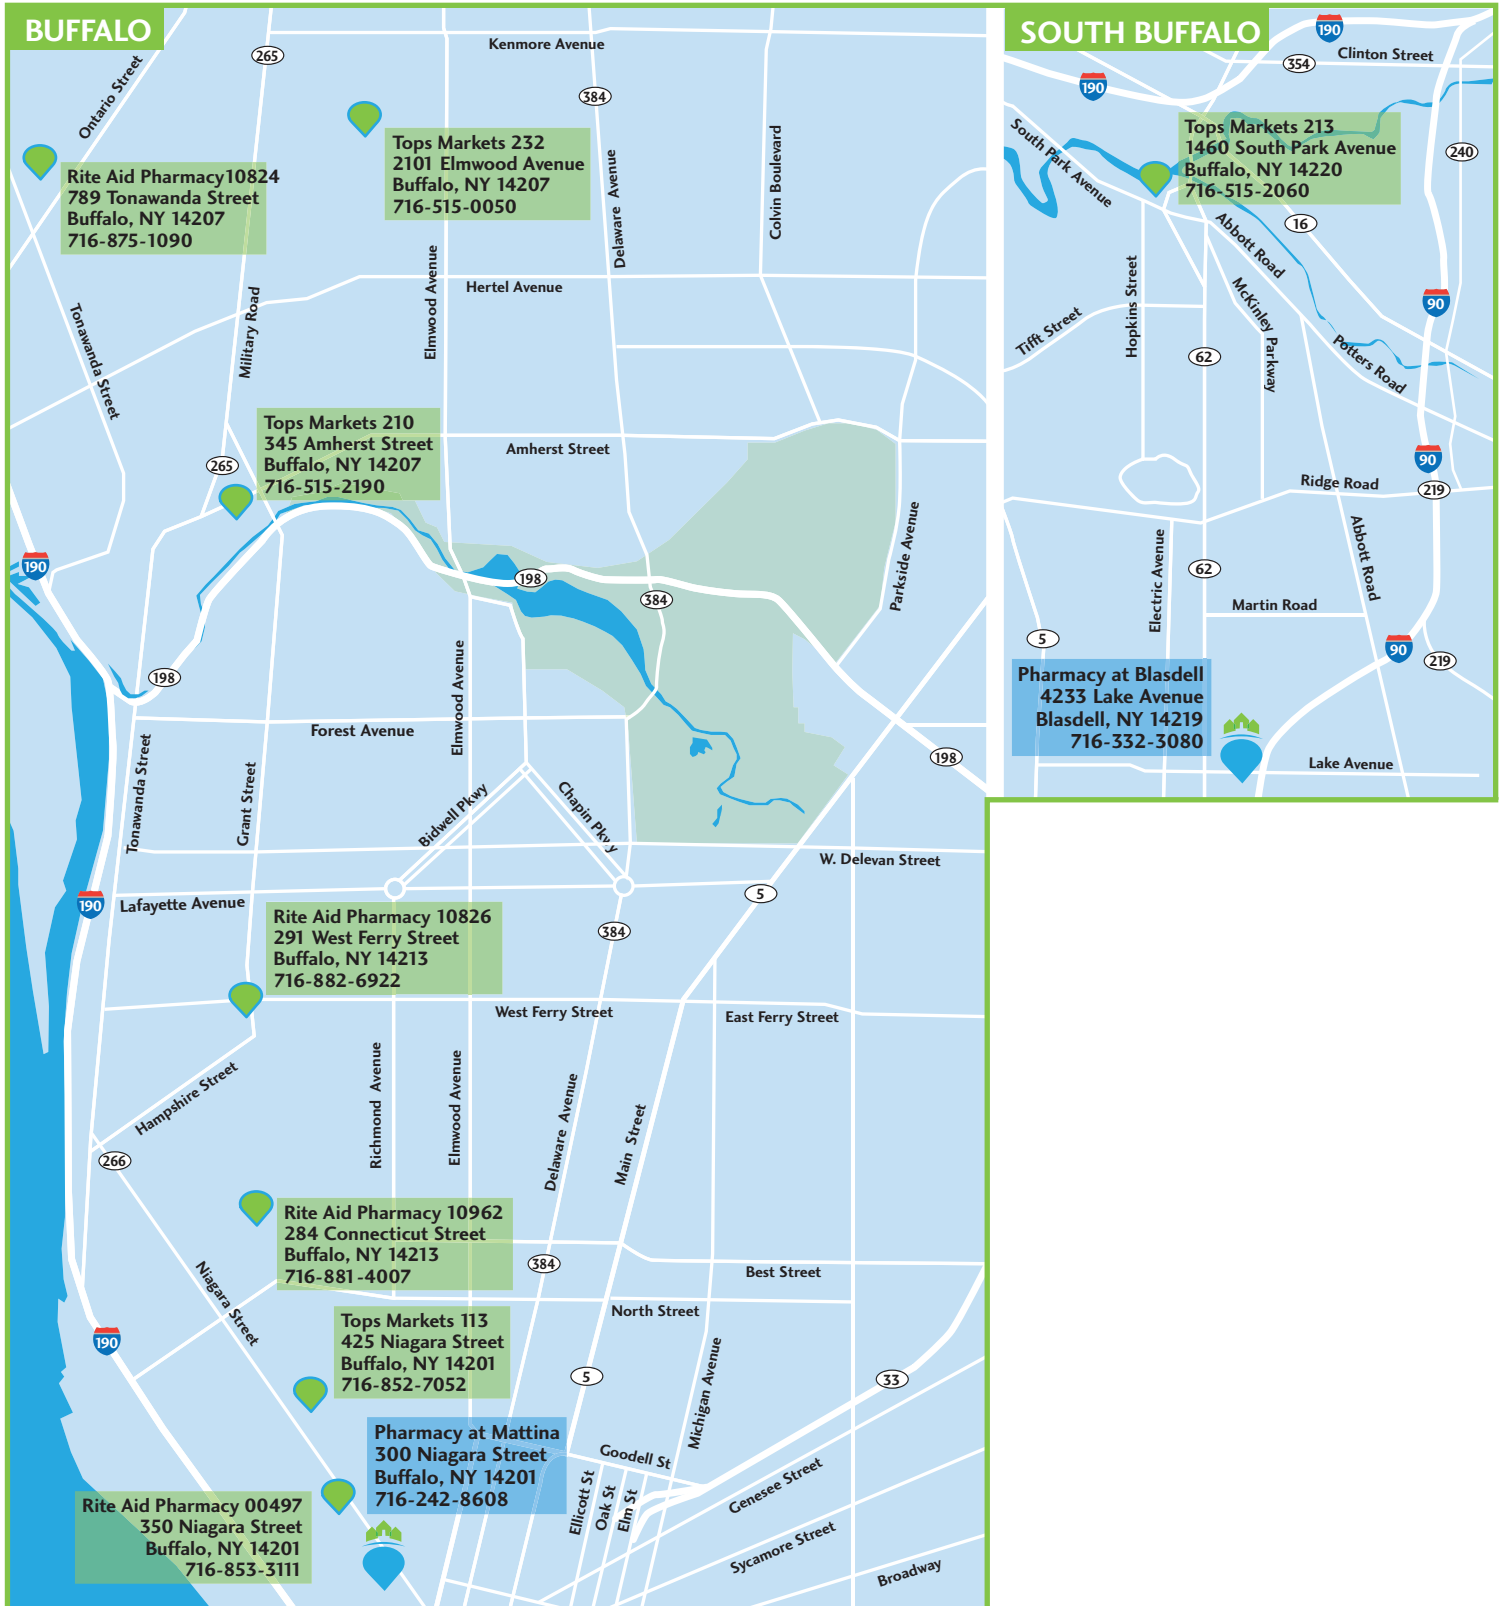 BUFFALO
Kenmore Avenue
265
Ontario Street
384
Tops Markets 232
2101 Elmwood Avenue
Buffalo, NY 14207
716-515-0050
Delaware Avenue
Colvin Boulevard
Rite Aid Pharmacy10824
789 Tonawanda Street
Buffalo, NY 14207
716-875-1090
Elmwood Avenue
Hertel Avenue
Military Road
Tonawanda Street
Tops Markets 210
345 Amherst Street
Buffalo, NY 14207
716-515-2190
Amherst Street
265
Parkside Avenue
190
198
384
198
Elmwood Avenue
Forest Avenue
Tonawanda Street
Grant Street
198
Bidwell Pkwy
Chapin Pkwy
W. Delevan Street
190
Lafayette Avenue
5
Rite Aid Pharmacy 10826
291 West Ferry Street
Buffalo, NY 14213
716-882-6922
384
West Ferry Street
East Ferry Street
Hampshire Street
Richmond Avenue
Elmwood Avenue
Delaware Avenue
Main Street
266
Rite Aid Pharmacy 10962
284 Connecticut Street
Buffalo, NY 14213
716-881-4007
384
Best Street
Niagara Street
North Street
Tops Markets 113
425 Niagara Street
Buffalo, NY 14201
716-852-7052
190
5
33
Michigan Avenue
Pharmacy at Mattina
300 Niagara Street
Buffalo, NY 14201
716-242-8608
Goodell St
Ellicott St
Oak St
Elm St
Genesee Street
Rite Aid Pharmacy 00497
350 Niagara Street
Buffalo, NY 14201
716-853-3111
Sycamore Street
Broadway
SOUTH BUFFALO
190
Clinton Street
354
190
South Park Avenue
Tops Markets 213
1460 South Park Avenue
Buffalo, NY 14220
716-515-2060
240
16
Abbott Road
Hopkins Street
McKinley Parkway
90
Tifft Street
62
Potters Road
90
Ridge Road
219
Abbott Road
Electric Avenue
62
Martin Road
5
90
219
Pharmacy at Blasdell
4233 Lake Avenue
Blasdell, NY 14219
716-332-3080
Lake Avenue